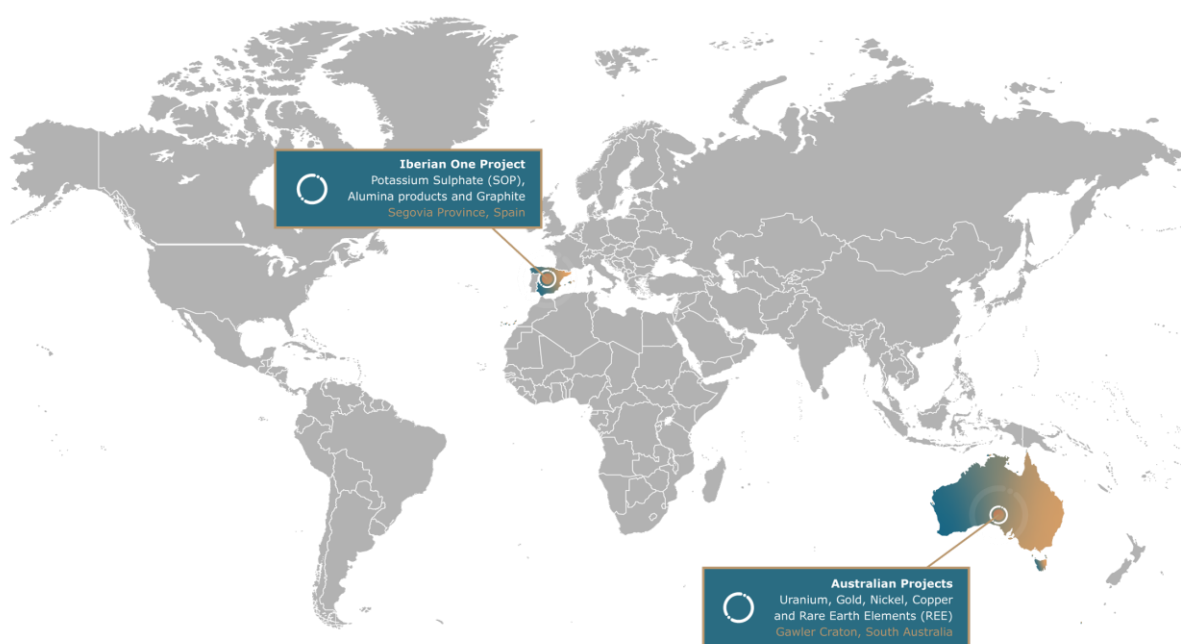 Iberian One Project
Potassium Sulphate (SOP),
Alumina products and Graphite
Segovia Province, Spain
Australian Projects
Uranium, Gold, Nickel, Copper
and Rare Earth Elements (REE)
Gawler Craton, South Australia